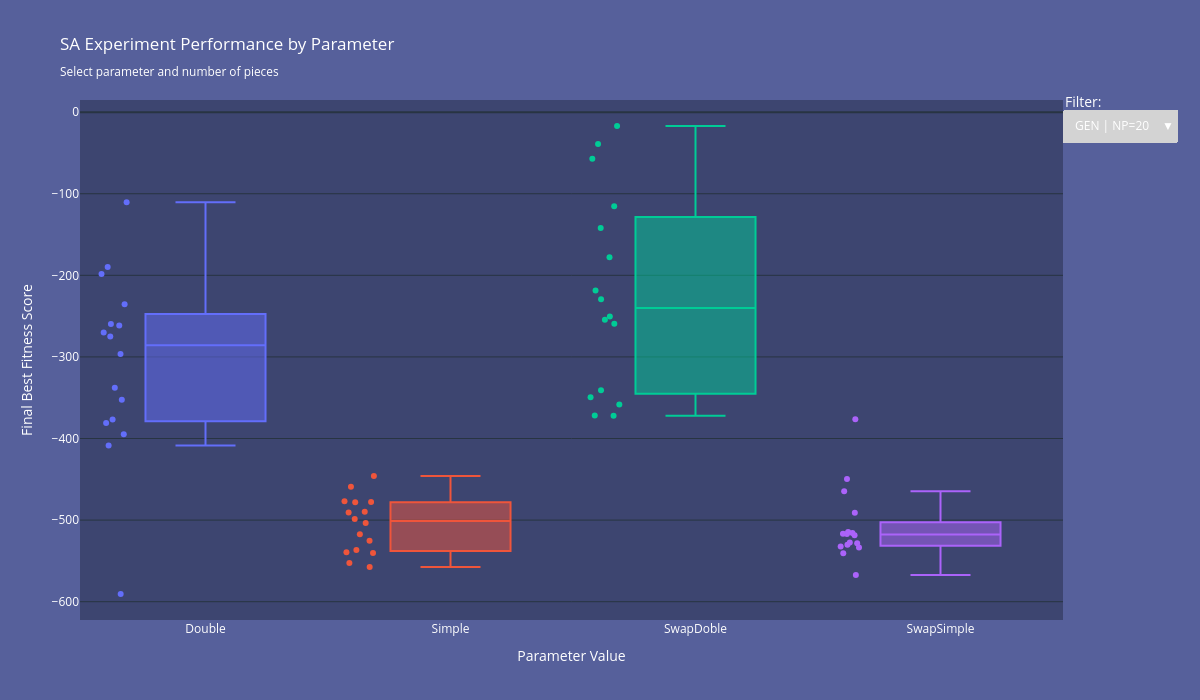 SA Experiment Performance by Parameter
Select parameter and number of pieces
Filter:
GEN | NP=20 ▼
0
−100
−200
−300
−400
−500
−600
Final Best Fitness Score
Double Simple SwapDoble SwapSimple
Parameter Value